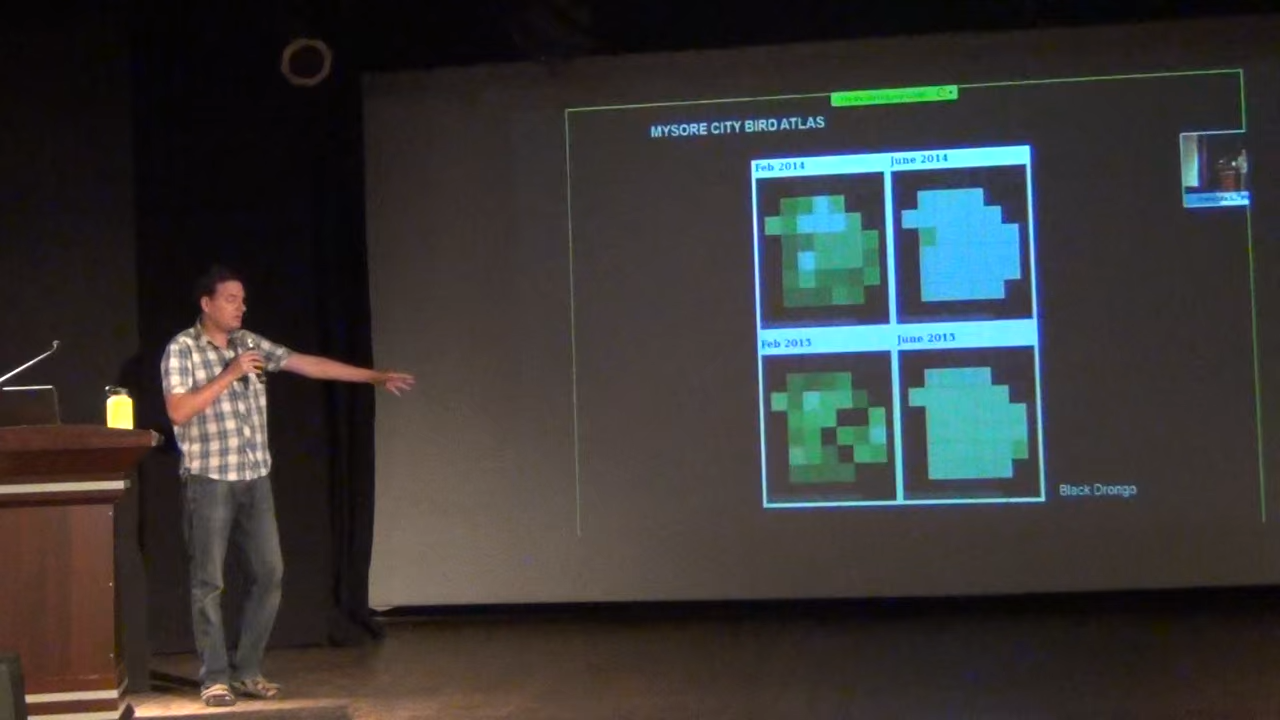 MYSORE CITY BIRD ATLAS
Feb 2014
June 2014
Feb 2015
June 2015
Black Drongo